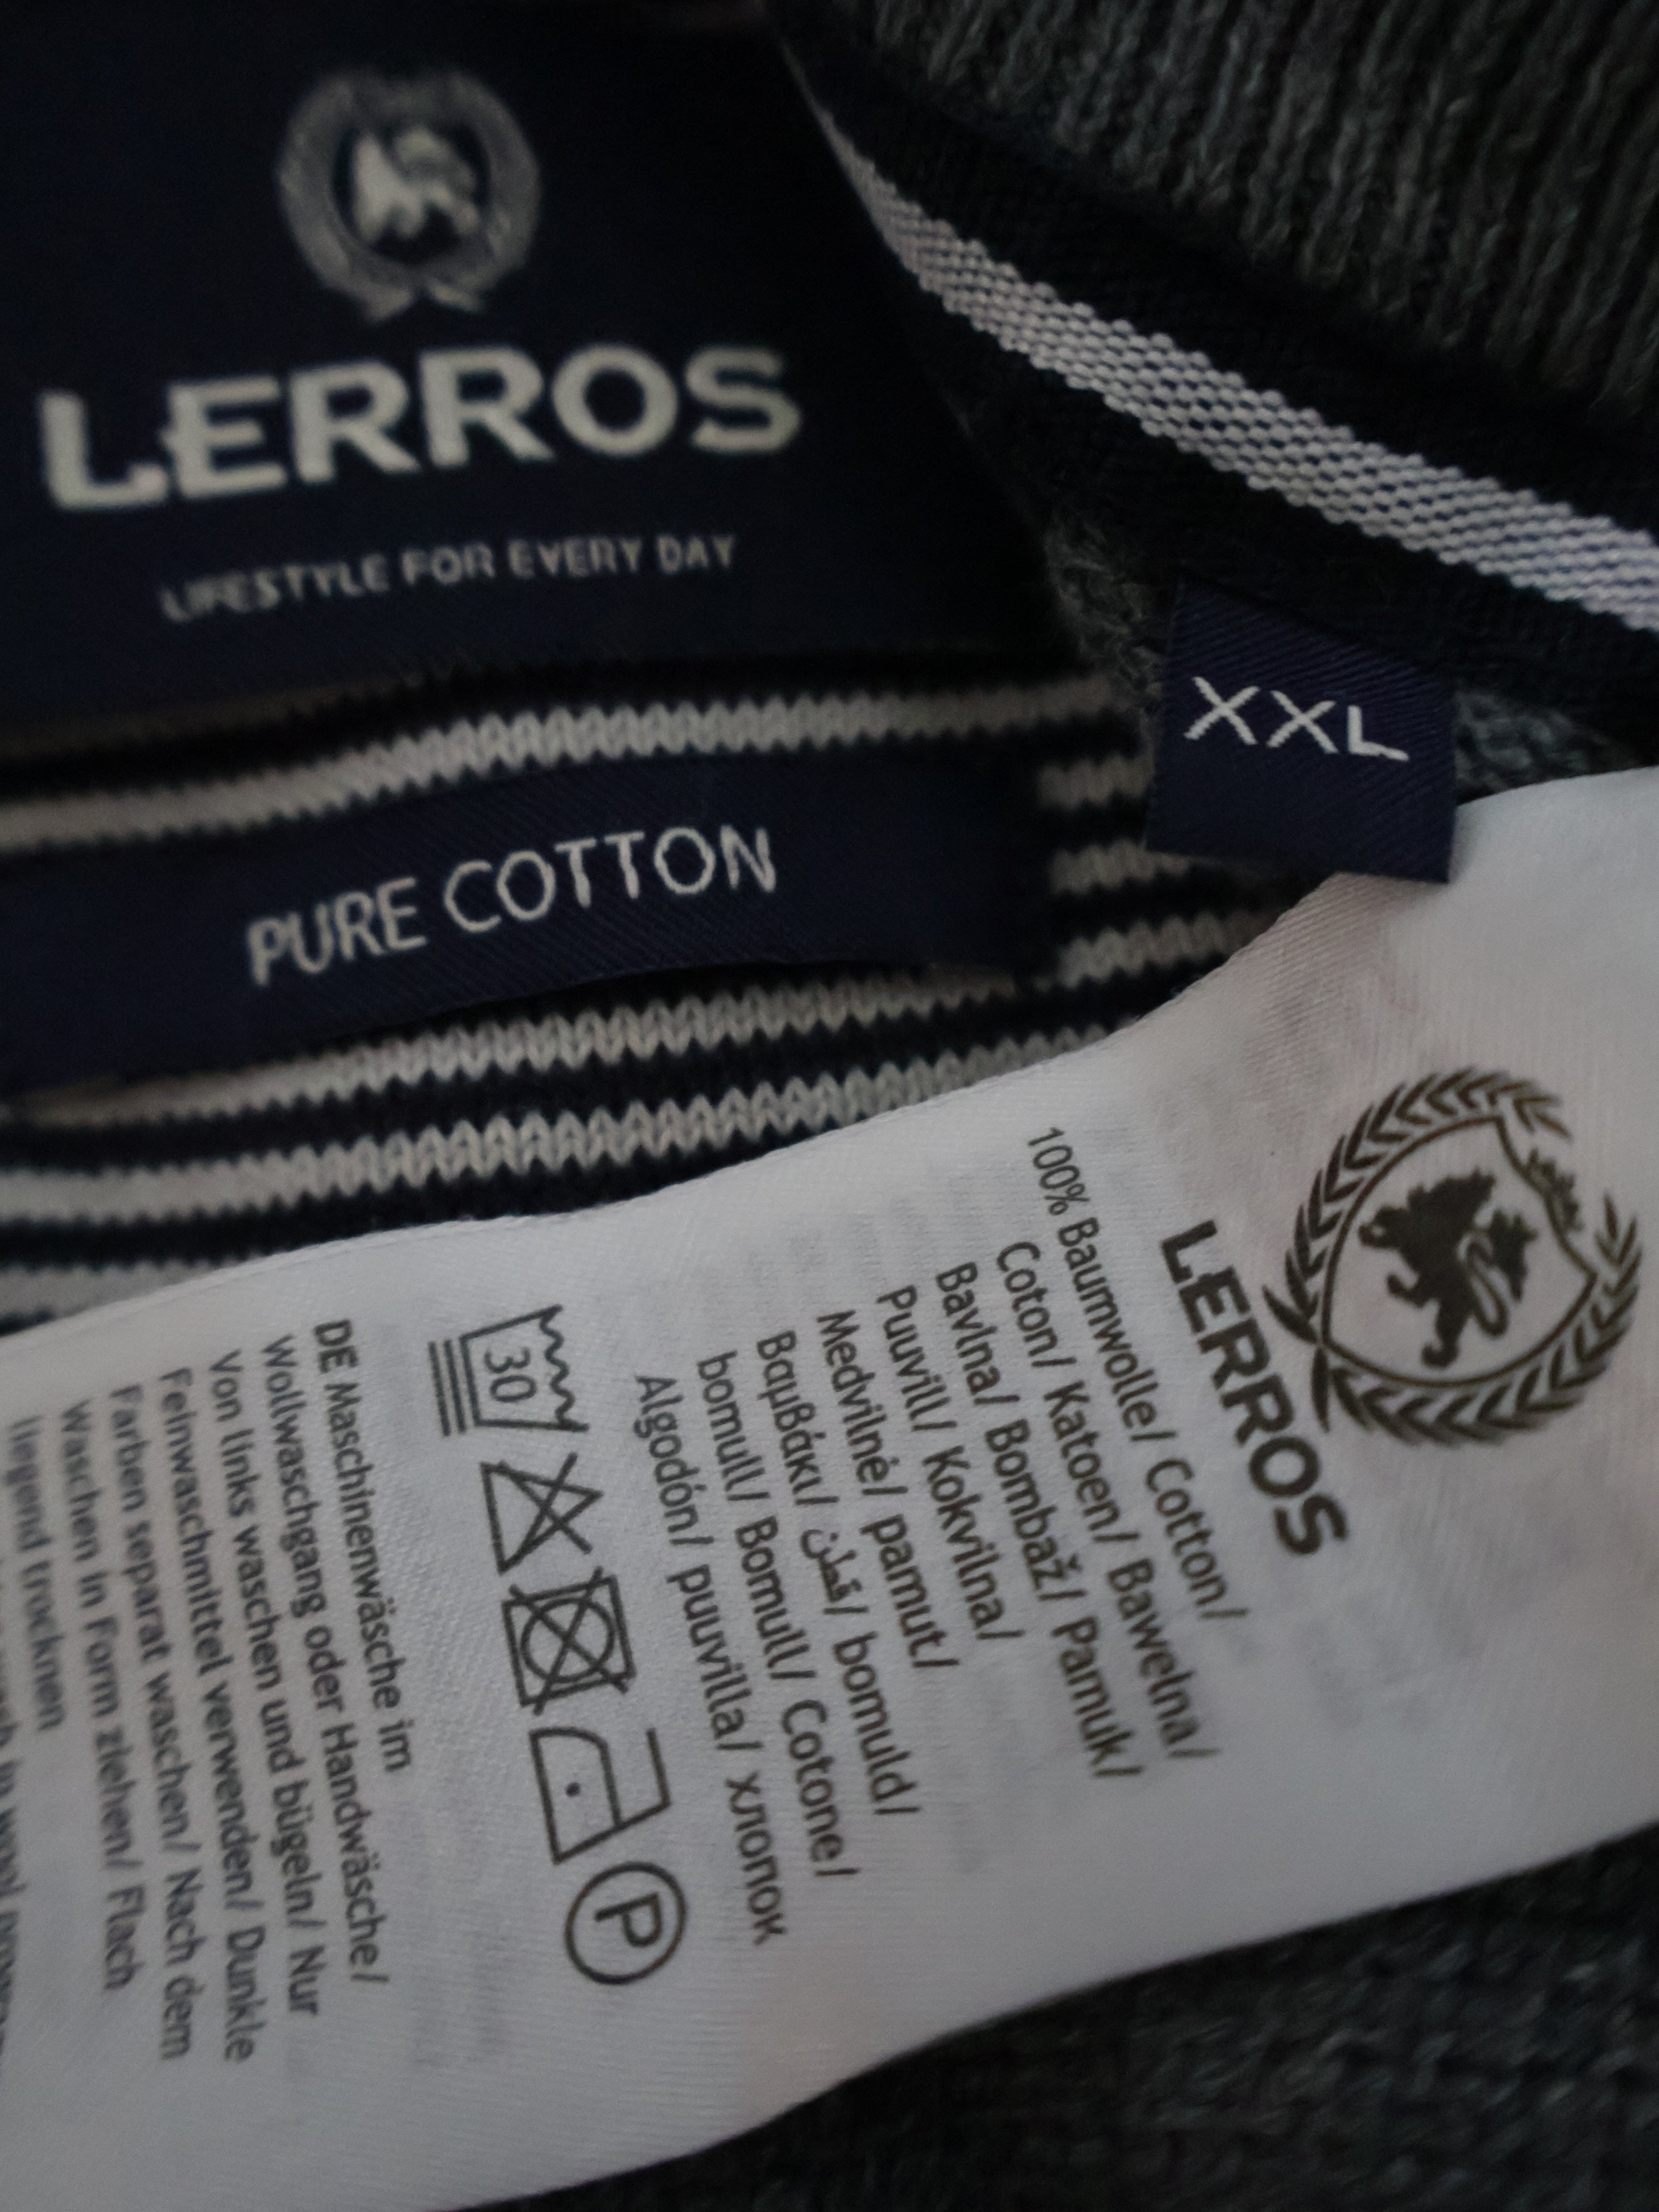 LERROS
LIFESTYLE FOR EVERY DAY
PURE COTTON
XXL
LERROS
100% Baumwolle/ Cotton/
Coton/ Katoen/ Bawełna/
Bavlna/ Bombaž/ Pamuk/
Puuvill/ Kokvilna/
Medvilnė/ pamut/
Βαμβάκι/ قطن/ bomuld/
bomull/ Bomull/ Cotone/
Algodón/ puuvilla/ хлопок
30
P
DE Maschinenwäsche im
Wollwaschgang oder Handwäsche/
Von links waschen und bügeln/ Nur
Feinwaschmittel verwenden/ Dunkle
Farben separat waschen/ Nach dem
Waschen in Form ziehen/ Flach
liegend trocknen